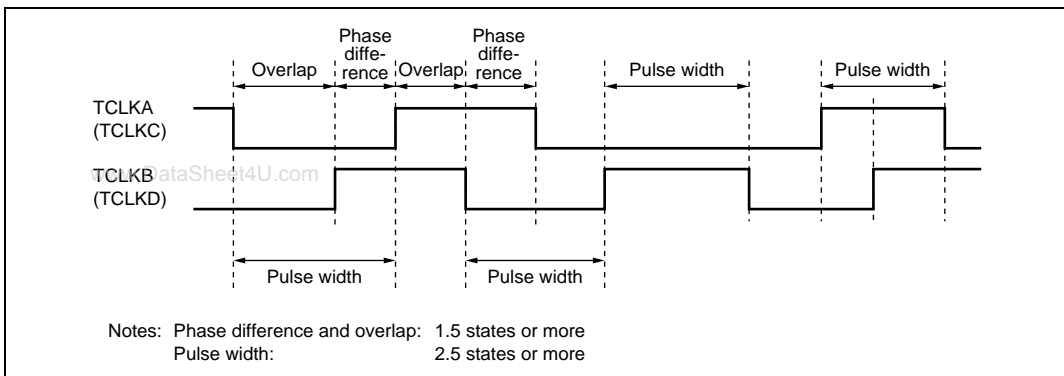 Phase
diffe-
rence
Overlap
Overlap
Phase
diffe-
rence
Pulse width
Pulse width
TCLKA
(TCLKC)
www.DataSheet4U.com
TCLKB
(TCLKD)
Pulse width
Pulse width
Notes: Phase difference and overlap: 1.5 states or more
Pulse width: 2.5 states or more